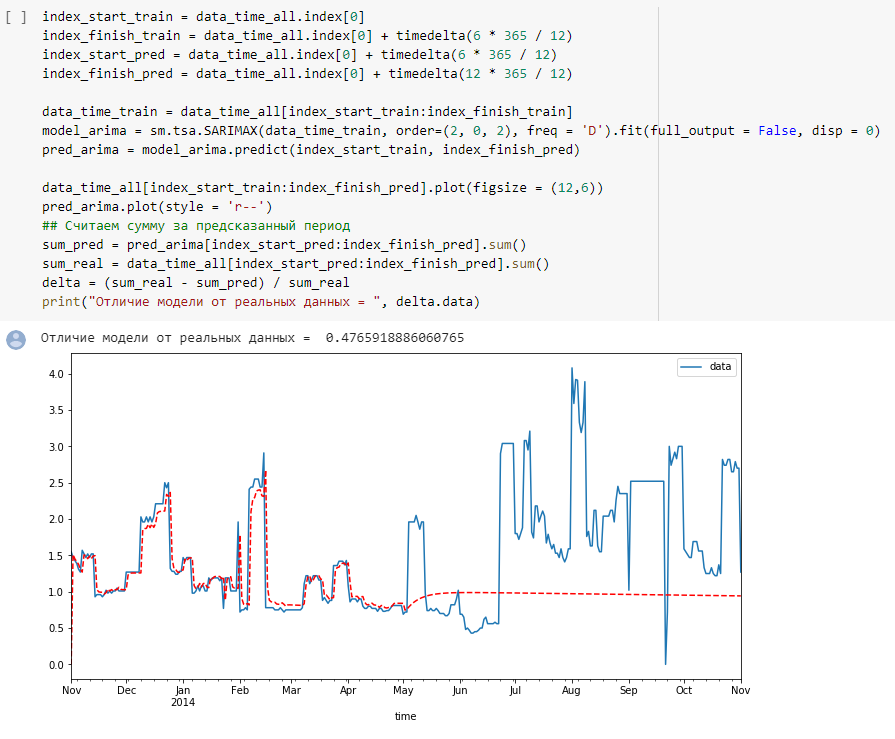 [ ]
index_start_train = data_time_all.index[0]
index_finish_train = data_time_all.index[0] + timedelta(6 * 365 / 12)
index_start_pred = data_time_all.index[0] + timedelta(6 * 365 / 12)
index_finish_pred = data_time_all.index[0] + timedelta(12 * 365 / 12)
data_time_train = data_time_all[index_start_train:index_finish_train]
model_arima = sm.tsa.SARIMAX(data_time_train, order=(2, 0, 2), freq = 'D').fit(full_output = False, disp = 0)
pred_arima = model_arima.predict(index_start_train, index_finish_pred)
data_time_all[index_start_train:index_finish_pred].plot(figsize = (12,6))
pred_arima.plot(style = 'r--')
## Считаем сумму за предсказанный период
sum_pred = pred_arima[index_start_pred:index_finish_pred].sum()
sum_real = data_time_all[index_start_pred:index_finish_pred].sum()
delta = (sum_real - sum_pred) / sum_real
print("Отличие модели от реальных данных = ", delta.data)
Отличие модели от реальных данных =  0.4765918886060765
data
4.0
3.5
3.0
2.5
2.0
1.5
1.0
0.5
0.0
Nov Dec Jan Feb Mar Apr May Jun Jul Aug Sep Oct Nov
2014
time